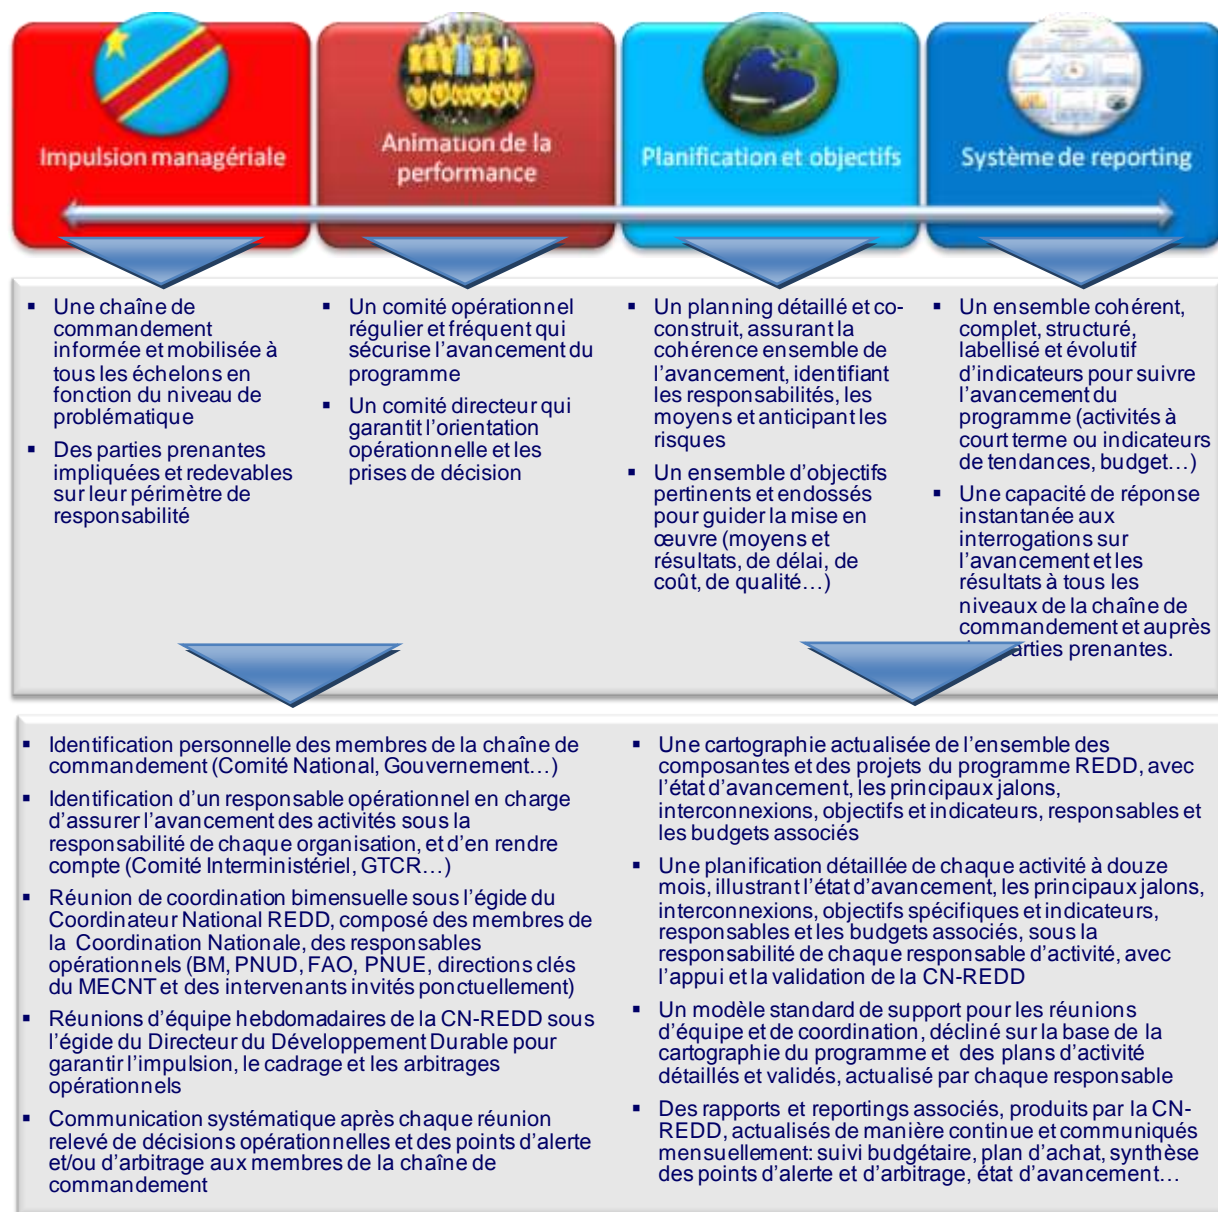 Impulsion managériale
Animation de la
performance
Planification et objectifs
Système de reporting
▪ Une chaîne de
commandement
informée et mobilisée à
tous les échelons en
fonction du niveau de
problématique
▪ Des parties prenantes
impliquées et redevables
sur leur périmètre de
responsabilité
▪ Un comité opérationnel
régulier et fréquent qui
sécurise l'avancement du
programme
▪ Un comité directeur qui
garantit l'orientation
opérationnelle et les
prises de décision
▪ Un planning détaillé et co-
construit, assurant la
cohérence ensemble de
l'avancement, identifiant
les responsabilités, les
moyens et anticipant les
risques
▪ Un ensemble d'objectifs
pertinents et endossés
pour guider la mise en
œuvre (moyens et
résultats, de délai, de
coût, de qualité…)
▪ Un ensemble cohérent,
complet, structuré,
labellisé et évolutif
d'indicateurs pour suivre
l'avancement du
programme (activités à
court terme ou indicateurs
de tendances, budget…)
▪ Une capacité de réponse
instantanée aux
interrogations sur
l'avancement et les
résultats à tous les
niveaux de la chaîne de
commandement et auprès
parties prenantes.
▪ Identification personnelle des membres de la chaîne de
commandement (Comité National, Gouvernement…)
▪ Identification d'un responsable opérationnel en charge
d'assurer l'avancement des activités sous la
responsabilité de chaque organisation, et d'en rendre
compte (Comité Interministériel, GTCR…)
▪ Réunion de coordination bimensuelle sous l'égide du
Coordinateur National REDD, composé des membres de
la Coordination Nationale, des responsables
opérationnels (BM, PNUD, FAO, PNUE, directions clés
du MECNT et des intervenants invités ponctuellement)
▪ Réunions d'équipe hebdomadaires de la CN-REDD sous
l'égide du Directeur du Développement Durable pour
garantir l'impulsion, le cadrage et les arbitrages
opérationnels
▪ Communication systématique après chaque réunion
relevé de décisions opérationnelles et des points d'alerte
et/ou d'arbitrage aux membres de la chaîne de
commandement
▪ Une cartographie actualisée de l'ensemble des
composantes et des projets du programme REDD, avec
l'état d'avancement, les principaux jalons,
interconnexions, objectifs et indicateurs, responsables et
les budgets associés
▪ Une planification détaillée de chaque activité à douze
mois, illustrant l'état d'avancement, les principaux jalons,
interconnexions, objectifs spécifiques et indicateurs,
responsables et les budgets associés, sous la
responsabilité de chaque responsable d'activité, avec
l'appui et la validation de la CN-REDD
▪ Un modèle standard de support pour les réunions
d'équipe et de coordination, décliné sur la base de la
cartographie du programme et des plans d'activité
détaillés et validés, actualisé par chaque responsable
▪ Des rapports et reportings associés, produits par la CN-
REDD, actualisés de manière continue et communiqués
mensuellement: suivi budgétaire, plan d'achat, synthèse
des points d'alerte et d'arbitrage, état d'avancement…